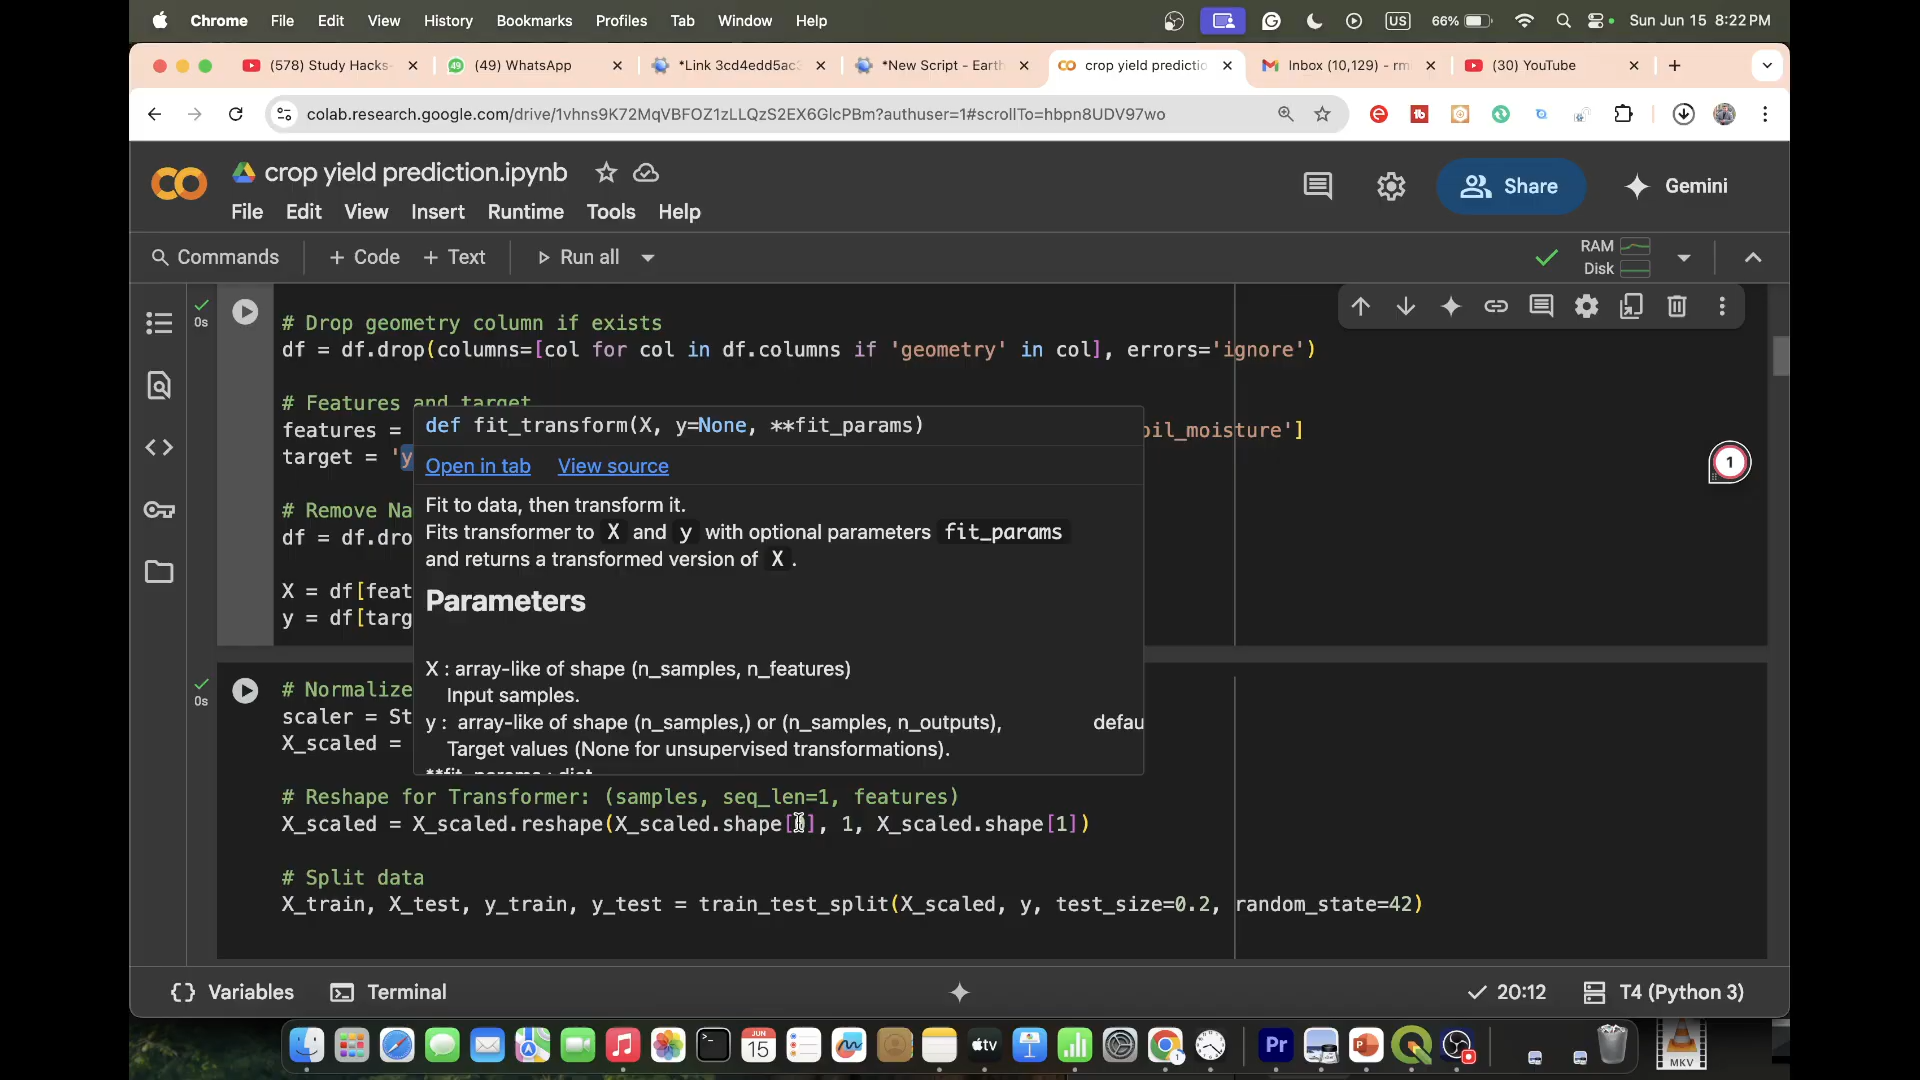 Chrome File Edit View History Bookmarks Profiles Tab Window Help US 66% Sun Jun 15 8:22 PM
(578) Study Hacks (49) WhatsApp *Link 3cd4edd5ac3 *New Script - Earth crop yield predictio Inbox (10,129) - rm (30) YouTube
colab.research.google.com/drive/1vhns9K72MqVBFOZ1zLLQzS2EX6GlcPBm?authuser=1#scrollTo=hbpn8UDV97wo
crop yield prediction.ipynb
File Edit View Insert Runtime Tools Help
Share Gemini
Commands + Code + Text Run all
RAM
Disk
0s
# Drop geometry column if exists
df = df.drop(columns=[col for col in df.columns if 'geometry' in col], errors='ignore')
# Features and target
features = oil_moisture']
target = 'y
# Remove Na
df = df.dro
X = df[feat
y = df[targ
1
def fit_transform(X, y=None, **fit_params)
Open in tab View source
Fit to data, then transform it.
Fits transformer to X and y with optional parameters fit_params
and returns a transformed version of X.
Parameters
X : array-like of shape (n_samples, n_features)
Input samples.
y : array-like of shape (n_samples,) or (n_samples, n_outputs), defau
Target values (None for unsupervised transformations).
**fit_params : dict
0s
# Normalize
scaler = St
X_scaled =
# Reshape for Transformer: (samples, seq_len=1, features)
X_scaled = X_scaled.reshape(X_scaled.shape[0], 1, X_scaled.shape[1])
# Split data
X_train, X_test, y_train, y_test = train_test_split(X_scaled, y, test_size=0.2, random_state=42)
Variables Terminal 20:12 T4 (Python 3)
JUN
15
tv
Pr
MKV